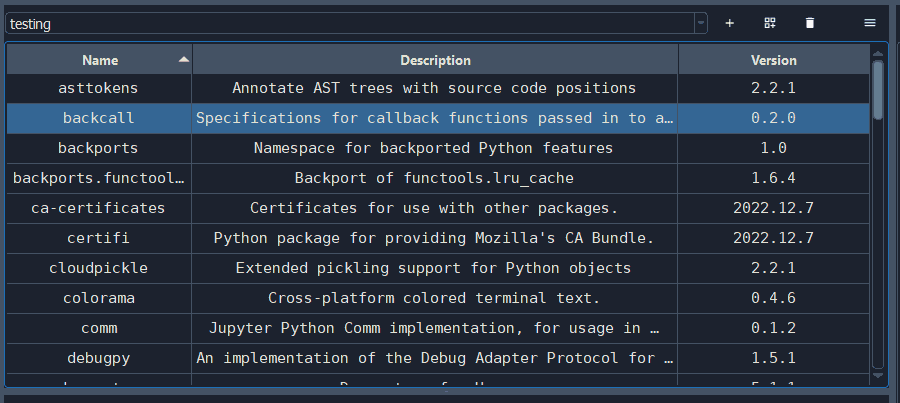 testing
Name Description Version
asttokens Annotate AST trees with source code positions 2.2.1
backcall Specifications for callback functions passed in to a… 0.2.0
backports Namespace for backported Python features 1.0
backports.functool… Backport of functools.lru_cache 1.6.4
ca-certificates Certificates for use with other packages. 2022.12.7
certifi Python package for providing Mozilla's CA Bundle. 2022.12.7
cloudpickle Extended pickling support for Python objects 2.2.1
colorama Cross-platform colored terminal text. 0.4.6
comm Jupyter Python Comm implementation, for usage in … 0.1.2
debugpy An implementation of the Debug Adapter Protocol for … 1.5.1